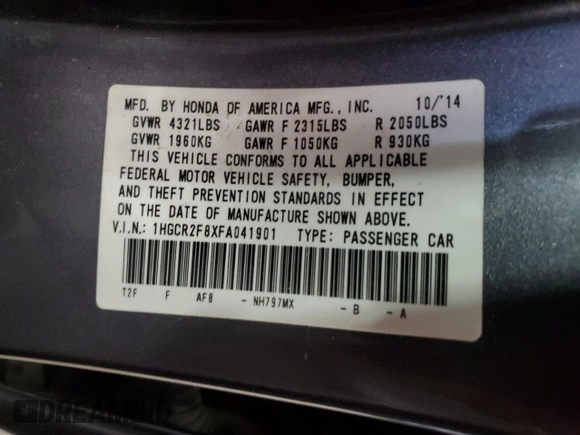 MFD. BY HONDA OF AMERICA MFG., INC. 10/'14
GVWR 4321LBS GAWR F 2315LBS R 2050LBS
GVWR 1960KG GAWR F 1050KG R 930KG
THIS VEHICLE CONFORMS TO ALL APPLICABLE
FEDERAL MOTOR VEHICLE SAFETY, BUMPER,
AND THEFT PREVENTION STANDARDS IN EFFECT
ON THE DATE OF MANUFACTURE SHOWN ABOVE.
V.I.N.: 1HGCR2F8XFA041901 TYPE: PASSENGER CAR
T2F F AF8 - NH797MX - B - A
DREAMBID